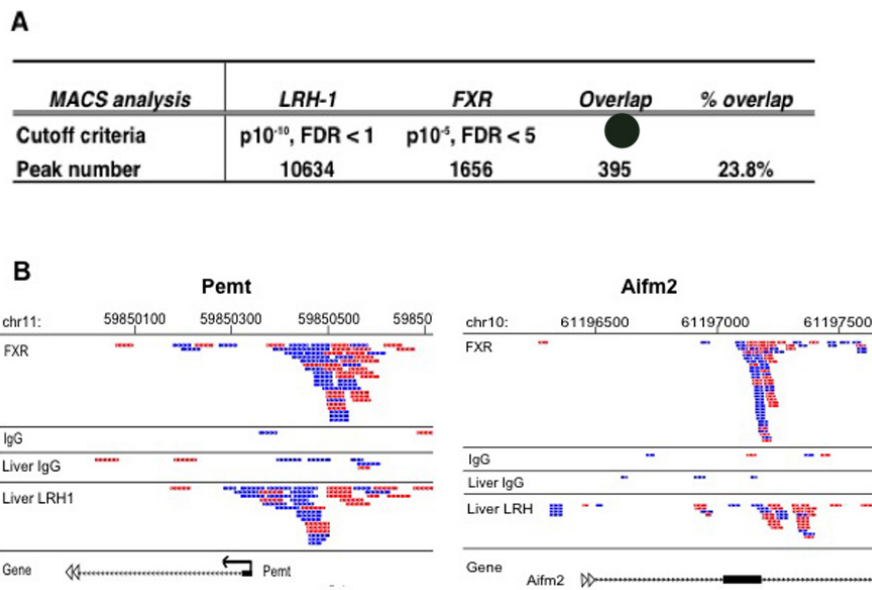 A
MACS analysis LRH-1 FXR Overlap % overlap
Cutoff criteria p10⁻¹⁰, FDR < 1 p10⁻⁵, FDR < 5
Peak number 10634 1656 395 23.8%
B
Pemt
chr11: 59850100 59850300 59850500 59850
FXR
IgG
Liver IgG
Liver LRH1
Gene Pemt
Aifm2
chr10: 61196500 61197000 61197500
FXR
IgG
Liver IgG
Liver LRH
Gene
Aifm2